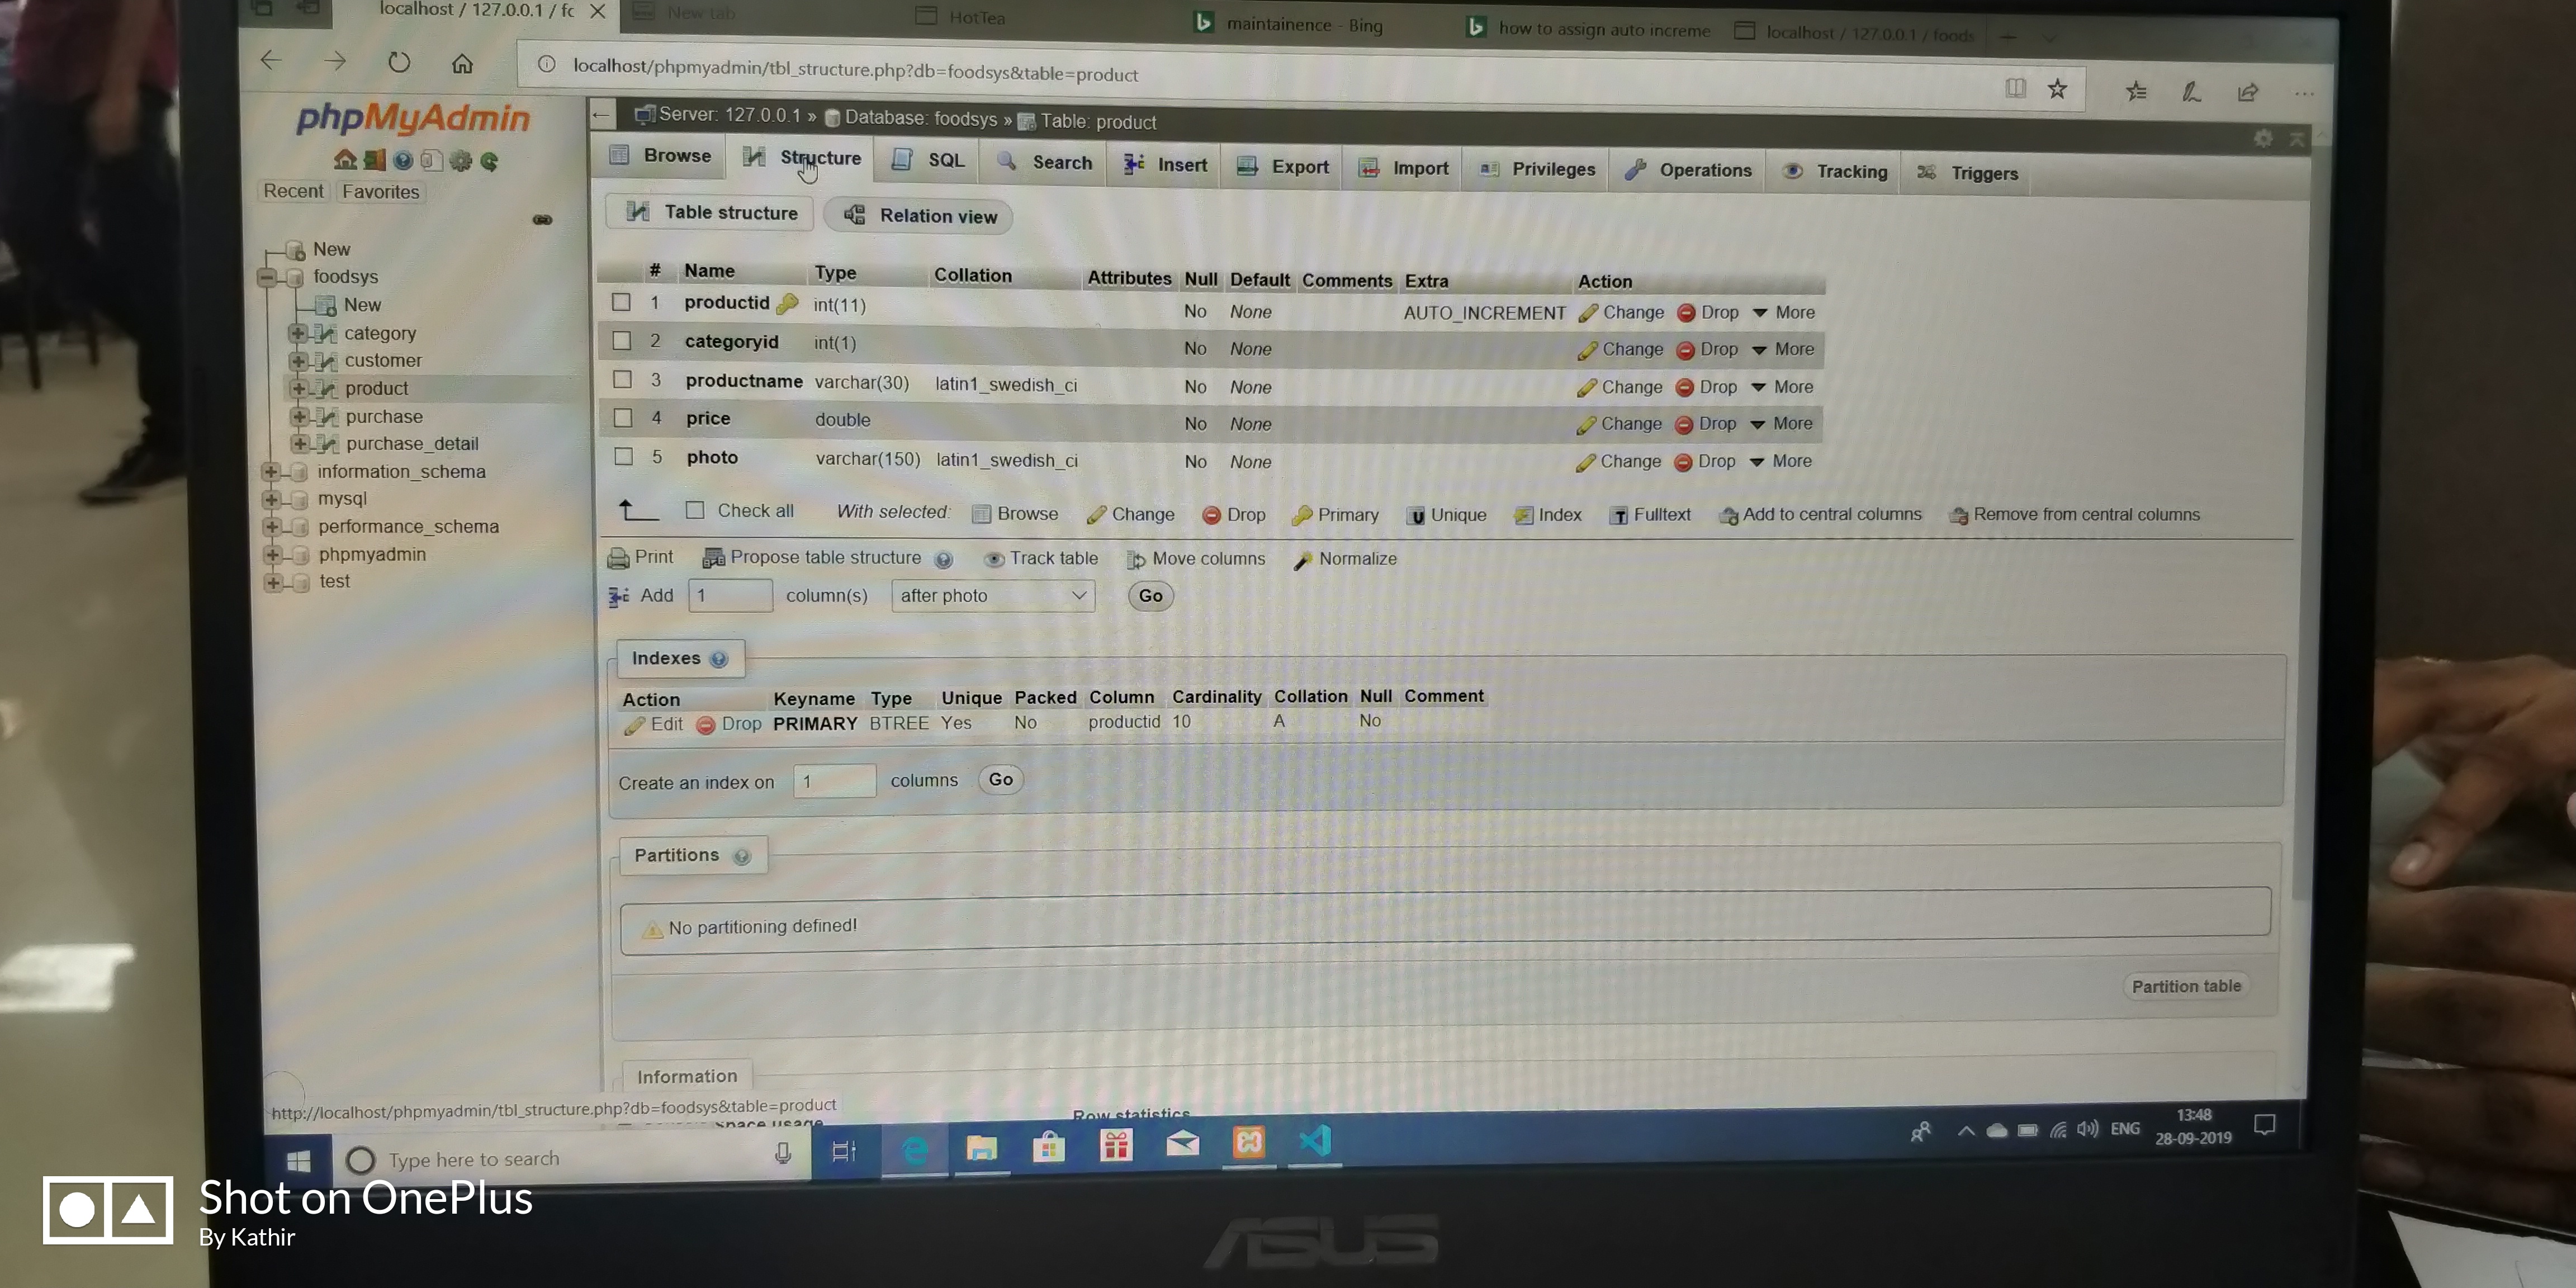 localhost / 127.0.0.1 / fc
New tab
HotTea
maintainence - Bing
how to assign auto increme
localhost / 127.0.0.1 / foods
localhost/phpmyadmin/tbl_structure.php?db=foodsys&table=product
phpMyAdmin
Recent Favorites
New
foodsys
New
category
customer
product
purchase
purchase_detail
information_schema
mysql
performance_schema
phpmyadmin
test
Server: 127.0.0.1 » Database: foodsys » Table: product
Browse Structure SQL Search Insert Export Import Privileges Operations Tracking Triggers
Table structure Relation view
# Name Type Collation Attributes Null Default Comments Extra Action
1 productid int(11) No None AUTO_INCREMENT Change Drop More
2 categoryid int(1) No None Change Drop More
3 productname varchar(30) latin1_swedish_ci No None Change Drop More
4 price double No None Change Drop More
5 photo varchar(150) latin1_swedish_ci No None Change Drop More
Check all With selected: Browse Change Drop Primary Unique Index Fulltext Add to central columns Remove from central columns
Print Propose table structure Track table Move columns Normalize
Add 1 column(s) after photo Go
Indexes
Action Keyname Type Unique Packed Column Cardinality Collation Null Comment
Edit Drop PRIMARY BTREE Yes No productid 10 A No
Create an index on 1 columns Go
Partitions
No partitioning defined!
Partition table
Information
http://localhost/phpmyadmin/tbl_structure.php?db=foodsys&table=product
Space usage
Row statistics
Type here to search
ENG
13:48
28-09-2019
Shot on OnePlus
By Kathir
ASUS